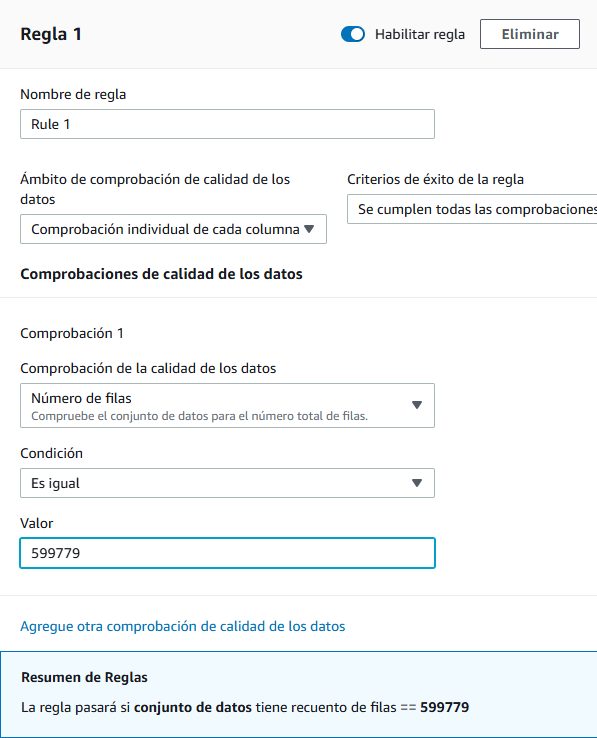 Regla 1
Habilitar regla
Eliminar
Nombre de regla
Rule 1
Ámbito de comprobación de calidad de los
datos
Comprobación individual de cada columna
Criterios de éxito de la regla
Se cumplen todas las comprobaciones
Comprobaciones de calidad de los datos
Comprobación 1
Comprobación de la calidad de los datos
Número de filas
Compruebe el conjunto de datos para el número total de filas.
Condición
Es igual
Valor
599779
Agregue otra comprobación de calidad de los datos
Resumen de Reglas
La regla pasará si conjunto de datos tiene recuento de filas == 599779